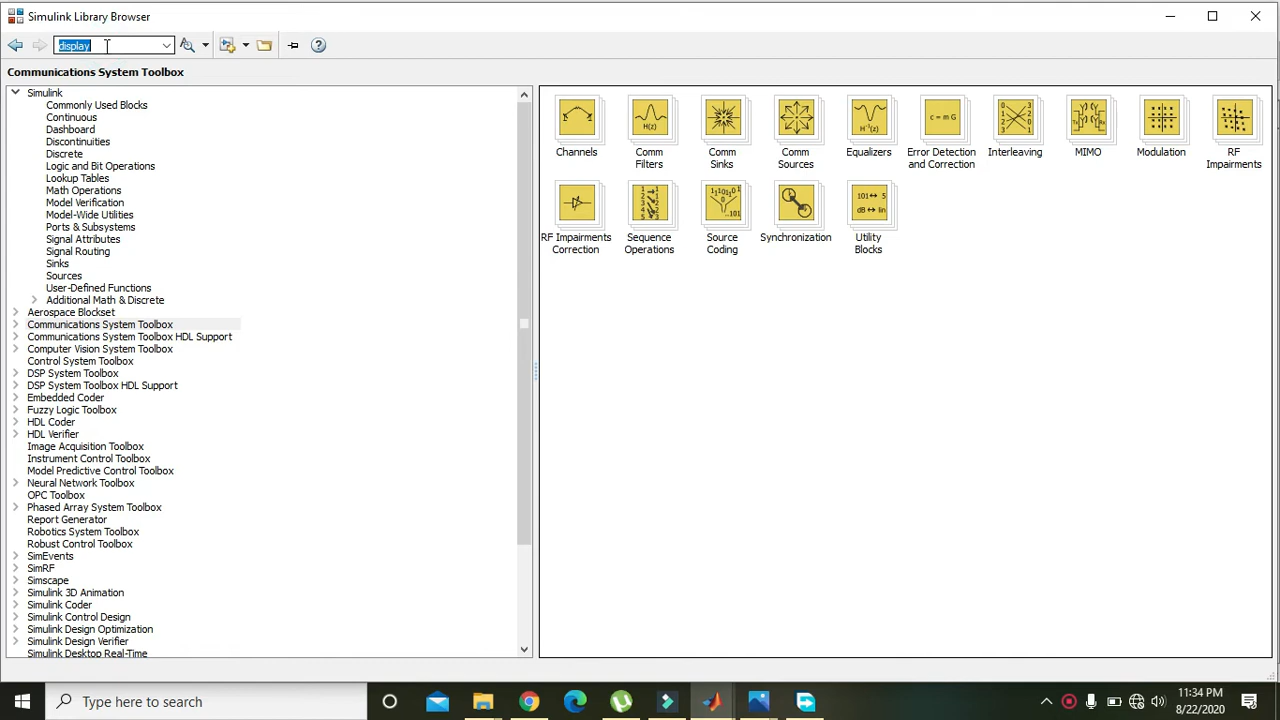 Simulink Library Browser
display
Communications System Toolbox
Simulink
Commonly Used Blocks
Continuous
Dashboard
Discontinuities
Discrete
Logic and Bit Operations
Lookup Tables
Math Operations
Model Verification
Model-Wide Utilities
Ports & Subsystems
Signal Attributes
Signal Routing
Sinks
Sources
User-Defined Functions
Additional Math & Discrete
Aerospace Blockset
Communications System Toolbox
Communications System Toolbox HDL Support
Computer Vision System Toolbox
Control System Toolbox
DSP System Toolbox
DSP System Toolbox HDL Support
Embedded Coder
Fuzzy Logic Toolbox
HDL Coder
HDL Verifier
Image Acquisition Toolbox
Instrument Control Toolbox
Model Predictive Control Toolbox
Neural Network Toolbox
OPC Toolbox
Phased Array System Toolbox
Report Generator
Robotics System Toolbox
Robust Control Toolbox
SimEvents
SimRF
Simscape
Simulink 3D Animation
Simulink Coder
Simulink Control Design
Simulink Design Optimization
Simulink Design Verifier
Simulink Desktop Real-Time
H(z)
H⁻¹(z)
c = m G
Channels
Comm Filters
Comm Sinks
Comm Sources
Equalizers
Error Detection and Correction
Interleaving
MIMO
Modulation
RF Impairments
101↔ 5
dB↔ lin
RF Impairments Correction
Sequence Operations
Source Coding
Synchronization
Utility Blocks
Type here to search
11:34 PM
8/22/2020